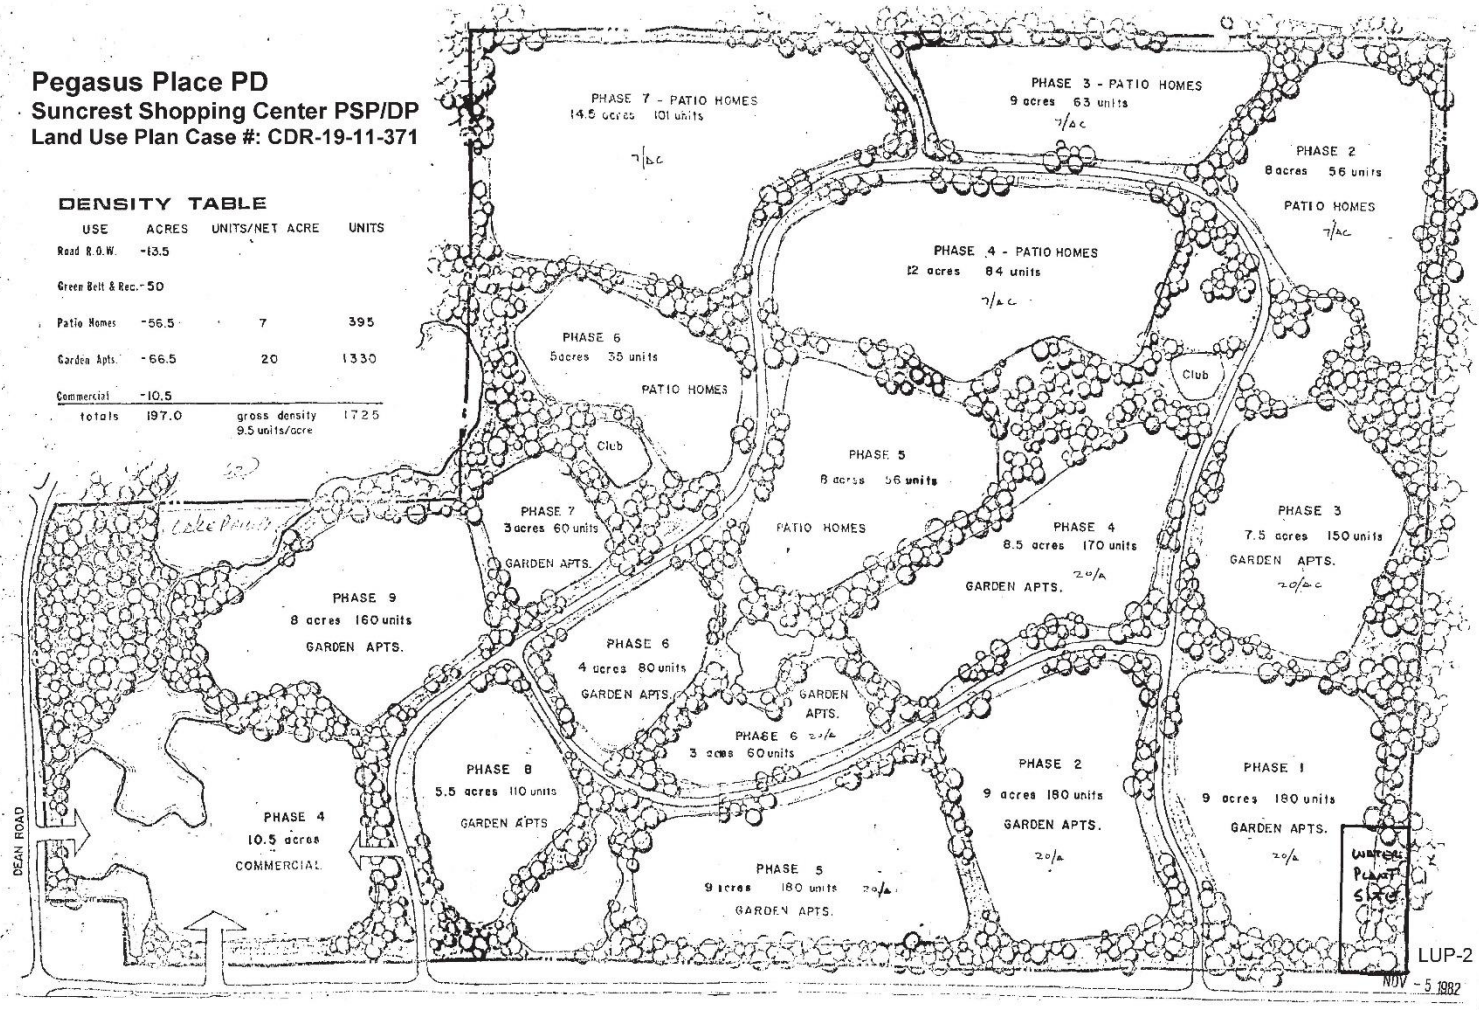 Pegasus Place PD
Suncrest Shopping Center PSP/DP
Land Use Plan Case #: CDR-19-11-371
DENSITY TABLE
USE ACRES UNITS/NET ACRE UNITS
Road R.O.W. -13.5
Green Belt & Rec. - 50
Patio Homes -56.5 7 395
Garden Apts. -66.5 20 1330
Commercial -10.5
totals 197.0 gross density 1725
9.5 units/acre
PHASE 7 - PATIO HOMES
14.5 acres 101 units
7/AC
PHASE 3 - PATIO HOMES
9 acres 63 units
7/AC
PHASE 2
8 acres 56 units
PATIO HOMES
7/AC
PHASE 4 - PATIO HOMES
12 acres 84 units
7/AC
PHASE 6
5 acres 35 units
PATIO HOMES
Club
Club
PHASE 5
8 acres 56 units
PATIO HOMES
PHASE 7
3 acres 60 units
GARDEN APTS.
PHASE 4
8.5 acres 170 units
GARDEN APTS. 20/A
PHASE 3
7.5 acres 150 units
GARDEN APTS.
20/AC
Lake
PHASE 9
8 acres 160 units
GARDEN APTS.
PHASE 6
4 acres 80 units
GARDEN APTS.
GARDEN
APTS.
PHASE 6 20/A
3 acres 60 units
PHASE 8
5.5 acres 110 units
GARDEN APTS
PHASE 2
9 acres 180 units
GARDEN APTS.
20/A
PHASE 1
9 acres 180 units
GARDEN APTS.
20/A
PHASE 4
10.5 acres
COMMERCIAL
DEAN ROAD
PHASE 5
9 acres 180 units 20/A
GARDEN APTS.
WATER
PLANT
SITE
LUP-2
NOV - 5 1982